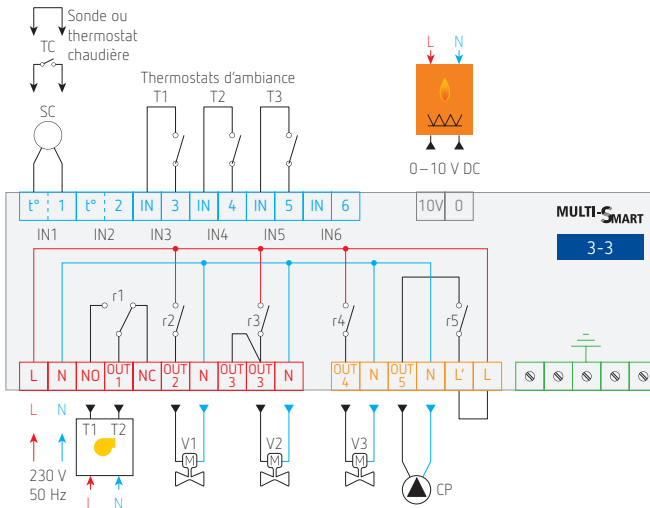 Sonde ou
thermostat
chaudière
TC
SC
Thermostats d'ambiance
T1 T2 T3
L N
0–10 V DC
t° 1 t° 2 IN 3 IN 4 IN 5 IN 6 10V 0
IN1 IN2 IN3 IN4 IN5 IN6
MULTI-SMART
3-3
r1 r2 r3 r4 r5
L N NO OUT 1 NC OUT 2 N OUT 3 OUT 3 N OUT 4 N OUT 5 N L' L
L N
T1 T2
V1 V2 V3
M M M
230 V
50 Hz
L N
CP